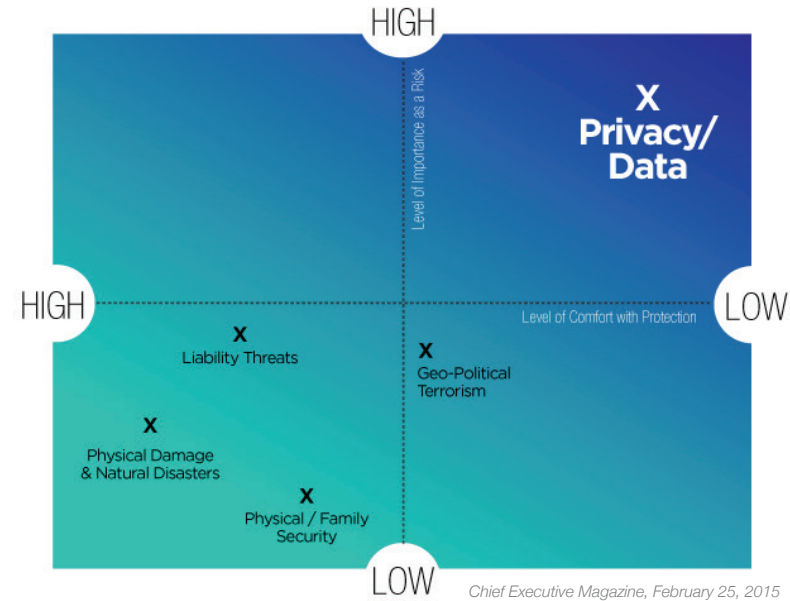 HIGH
Level of Importance as a Risk
X
Privacy/
Data
HIGH
LOW
Level of Comfort with Protection
X
Liability Threats
X
Geo-Political
Terrorism
X
Physical Damage
& Natural Disasters
X
Physical / Family
Security
LOW
Chief Executive Magazine, February 25, 2015